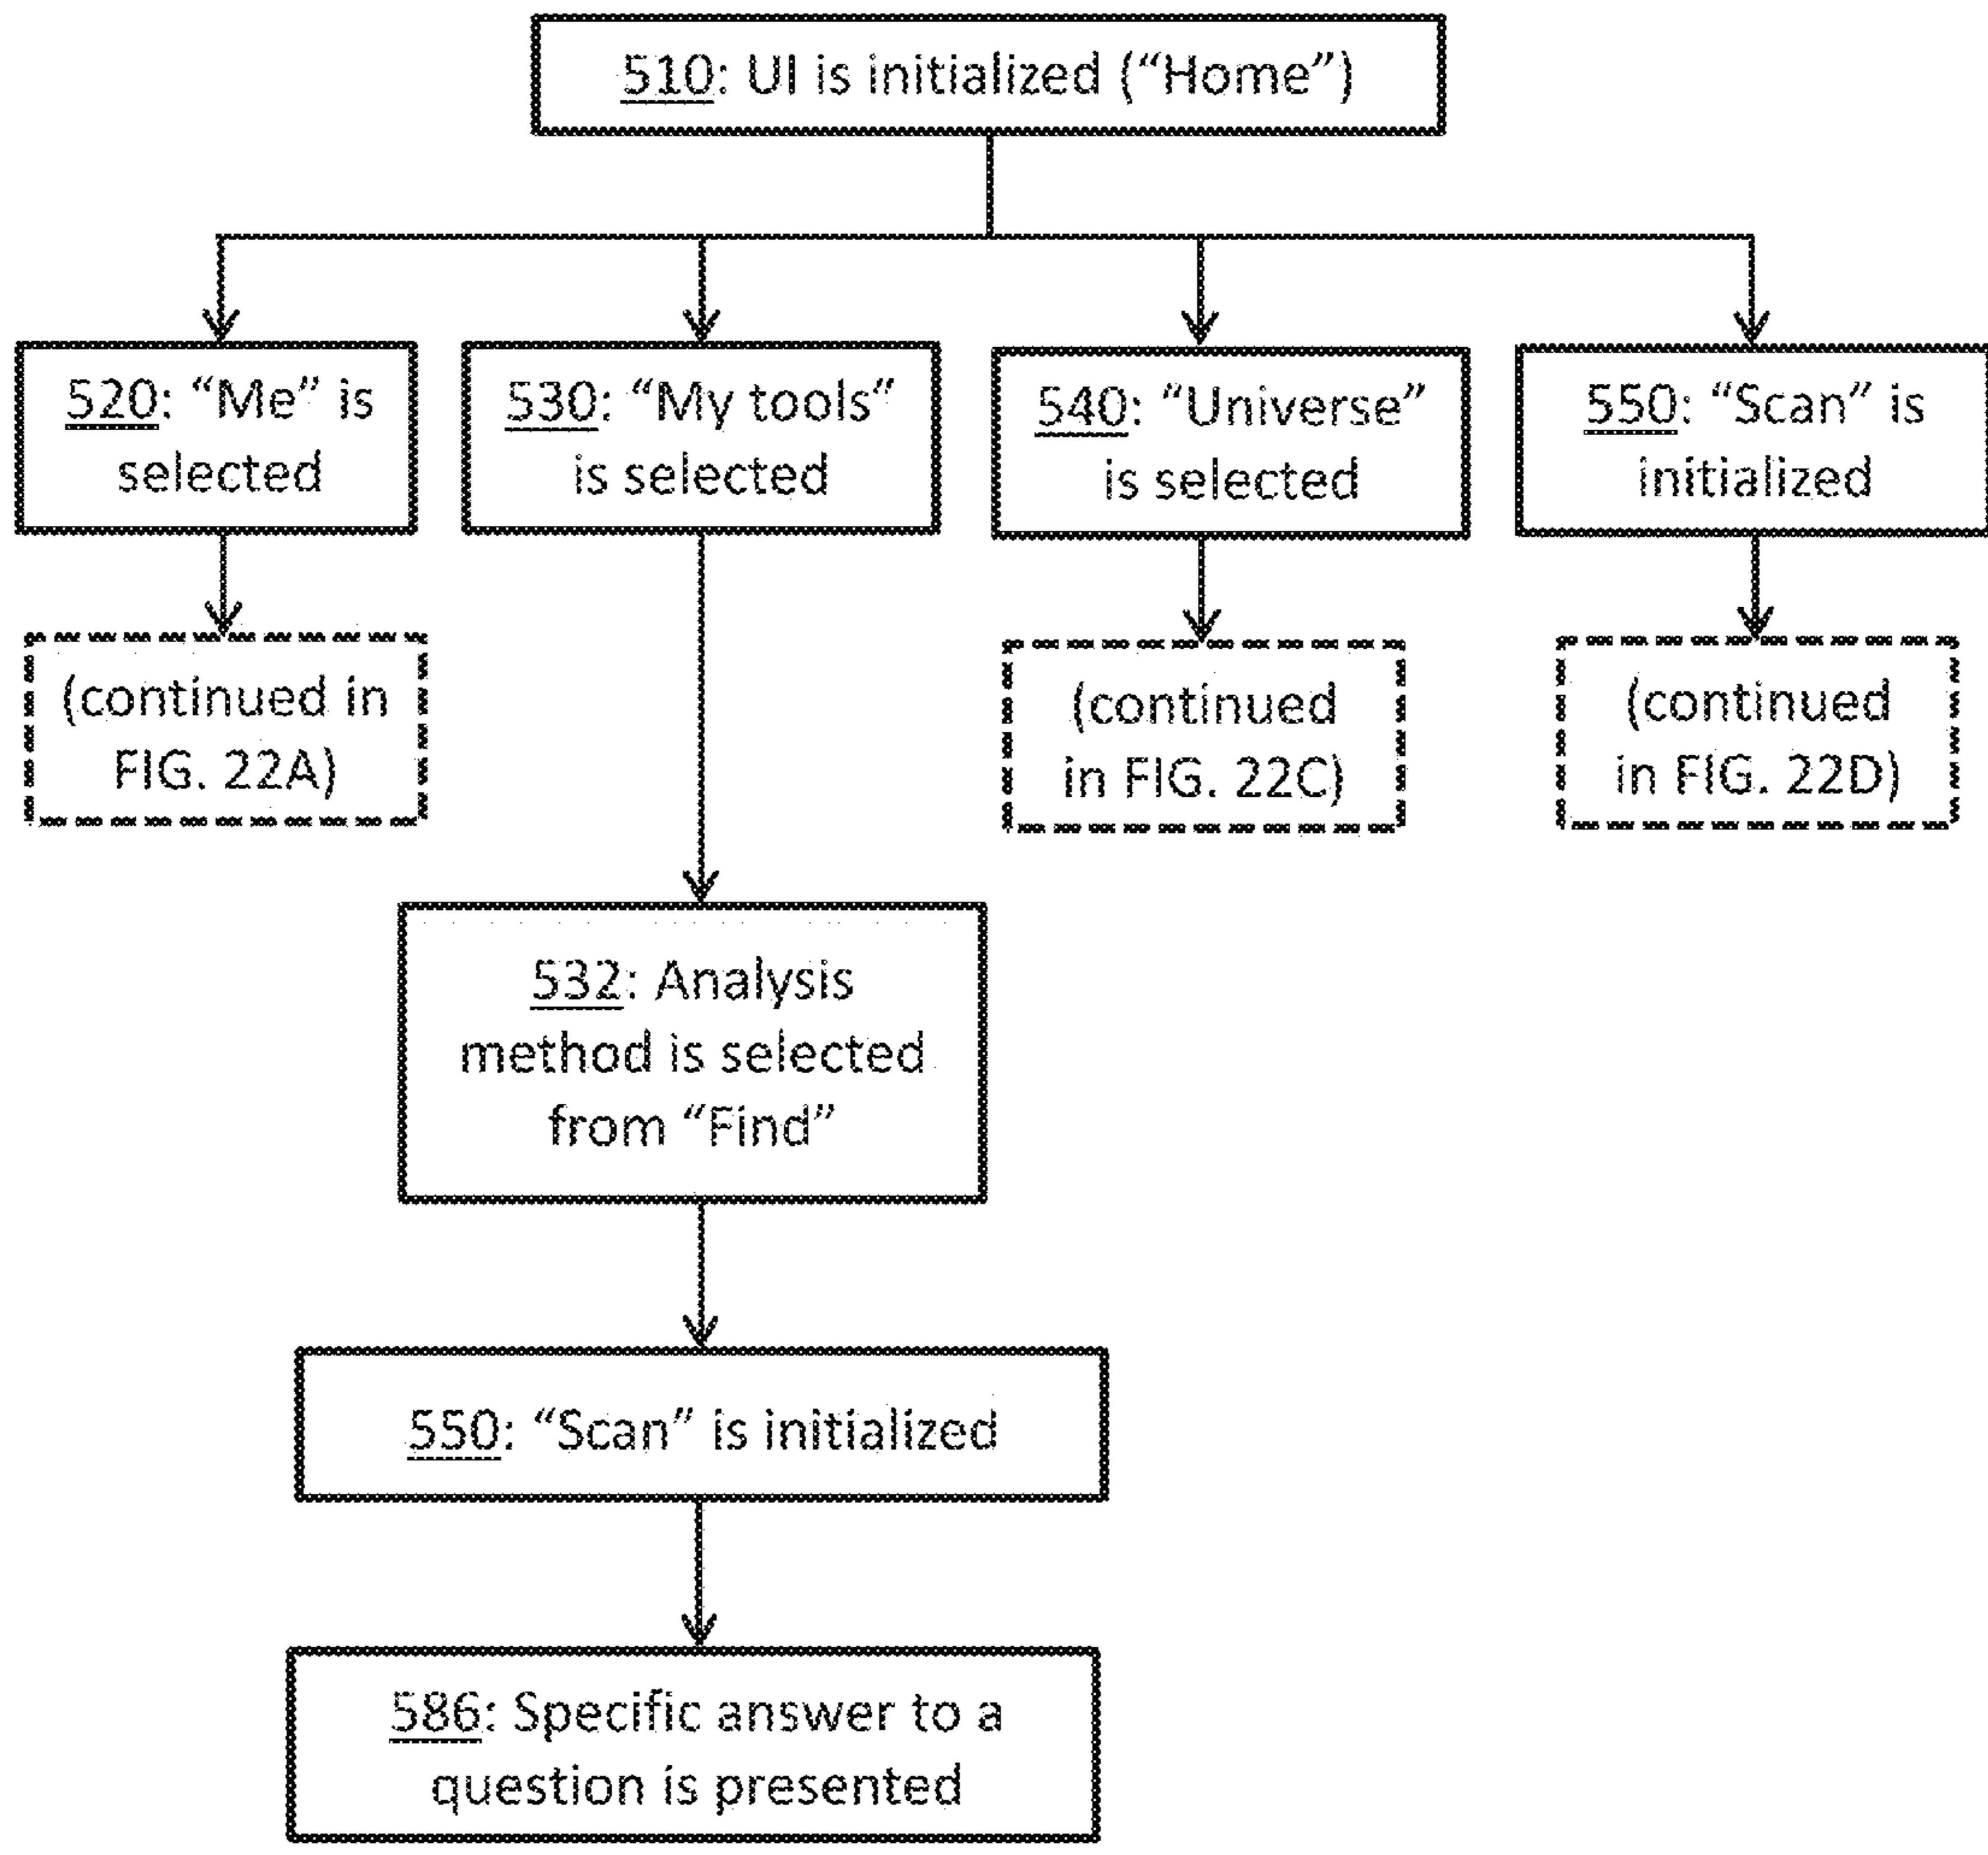 510: UI is initialized (“Home”)
520: “Me” is
selected
530: “My tools”
is selected
540: “Universe”
is selected
550: “Scan” is
initialized
(continued in
FIG. 22A)
(continued
in FIG. 22C)
(continued
in FIG. 22D)
532: Analysis
method is selected
from “Find”
550: “Scan” is initialized
586: Specific answer to a
question is presented